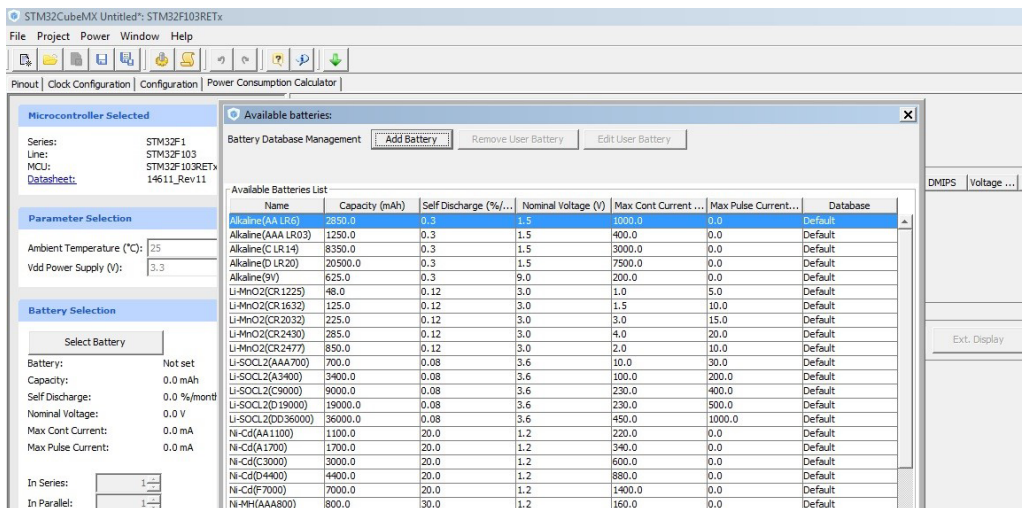 STM32CubeMX Untitled*: STM32F103RETx
File Project Power Window Help
Pinout Clock Configuration Configuration Power Consumption Calculator
Microcontroller Selected
Series: STM32F1
Line: STM32F103
MCU: STM32F103RETx
Datasheet: 14611_Rev11
Parameter Selection
Ambient Temperature (°C): 25
Vdd Power Supply (V): 3.3
Battery Selection
Select Battery
Battery: Not set
Capacity: 0.0 mAh
Self Discharge: 0.0 %/month
Nominal Voltage: 0.0 V
Max Cont Current: 0.0 mA
Max Pulse Current: 0.0 mA
In Series: 1
In Parallel: 1
Available batteries:
Battery Database Management Add Battery Remove User Battery Edit User Battery
Available Batteries List
Name Capacity (mAh) Self Discharge (%/... Nominal Voltage (V) Max Cont Current ... Max Pulse Current... Database
Alkaline(AA LR6) 2850.0 0.3 1.5 1000.0 0.0 Default
Alkaline(AAA LR03) 1250.0 0.3 1.5 400.0 0.0 Default
Alkaline(C LR14) 8350.0 0.3 1.5 3000.0 0.0 Default
Alkaline(D LR20) 20500.0 0.3 1.5 7500.0 0.0 Default
Alkaline(9V) 625.0 0.3 9.0 200.0 0.0 Default
Li-MnO2(CR1225) 48.0 0.12 3.0 1.0 5.0 Default
Li-MnO2(CR1632) 125.0 0.12 3.0 1.5 10.0 Default
Li-MnO2(CR2032) 225.0 0.12 3.0 3.0 15.0 Default
Li-MnO2(CR2430) 285.0 0.12 3.0 4.0 20.0 Default
Li-MnO2(CR2477) 850.0 0.12 3.0 2.0 10.0 Default
Li-SOCL2(AAA700) 700.0 0.08 3.6 10.0 30.0 Default
Li-SOCL2(A3400) 3400.0 0.08 3.6 100.0 200.0 Default
Li-SOCL2(C9000) 9000.0 0.08 3.6 230.0 400.0 Default
Li-SOCL2(D19000) 19000.0 0.08 3.6 230.0 500.0 Default
Li-SOCL2(DD36000) 36000.0 0.08 3.6 450.0 1000.0 Default
Ni-Cd(AA1100) 1100.0 20.0 1.2 220.0 0.0 Default
Ni-Cd(A1700) 1700.0 20.0 1.2 340.0 0.0 Default
Ni-Cd(C3000) 3000.0 20.0 1.2 600.0 0.0 Default
Ni-Cd(D4400) 4400.0 20.0 1.2 880.0 0.0 Default
Ni-Cd(F7000) 7000.0 20.0 1.2 1400.0 0.0 Default
Ni-MH(AAA800) 800.0 30.0 1.2 160.0 0.0 Default
DMIPS Voltage ...
Ext. Display